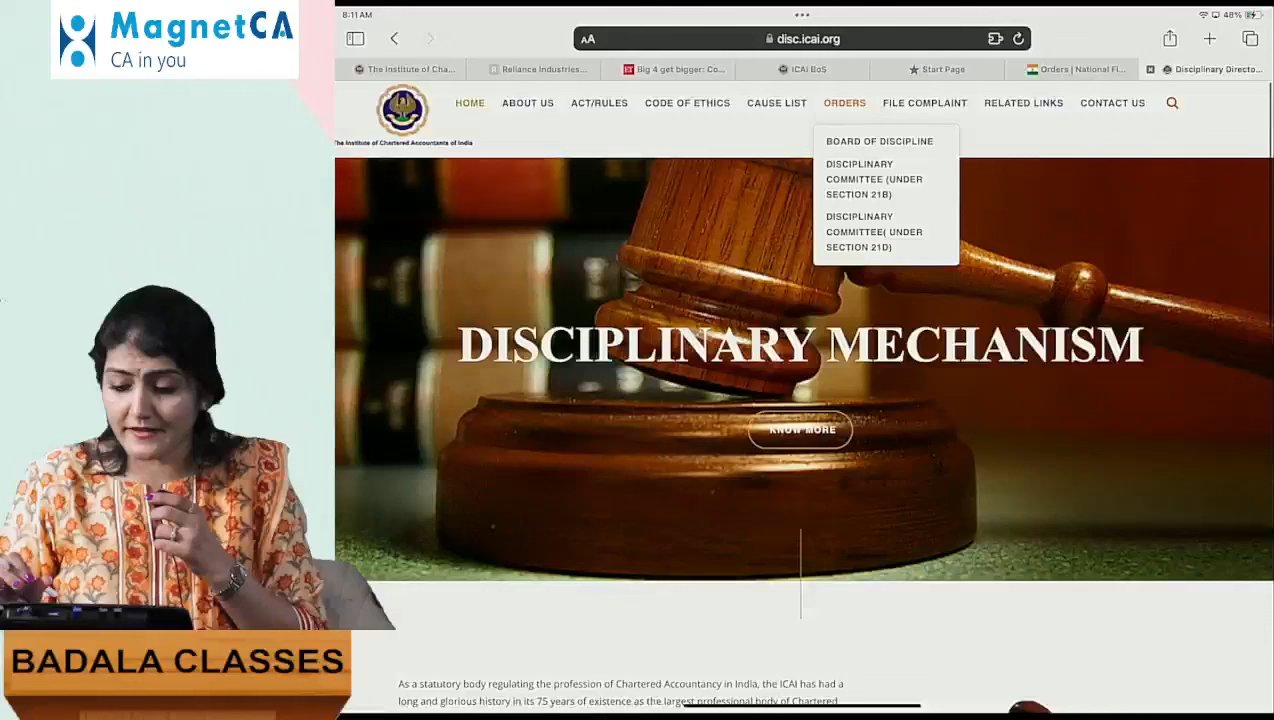 MagnetCA
CA in you
8:11 AM
48%
AA
disc.icai.org
The Institute of Cha...
Reliance Industries...
ET Big 4 get bigger: Co...
ICAI BoS
Start Page
Orders | National Fi...
Disciplinary Directo...
The Institute of Chartered Accountants of India
HOME ABOUT US ACT/RULES CODE OF ETHICS CAUSE LIST ORDERS FILE COMPLAINT RELATED LINKS CONTACT US
BOARD OF DISCIPLINE
DISCIPLINARY
COMMITTEE (UNDER
SECTION 21B)
DISCIPLINARY
COMMITTEE( UNDER
SECTION 21D)
DISCIPLINARY MECHANISM
KNOW MORE
BADALA CLASSES
As a statutory body regulating the profession of Chartered Accountancy in India, the ICAI has had a
long and glorious history in its 75 years of existence as the largest professional body of Chartered